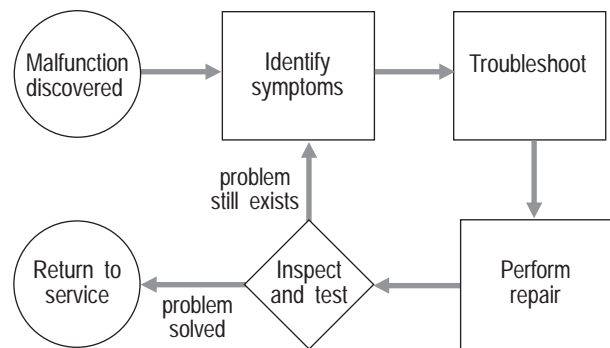 Malfunction
discovered
Identify
symptoms
Troubleshoot
problem
still exists
Return to
service
problem
solved
Inspect
and test
Perform
repair